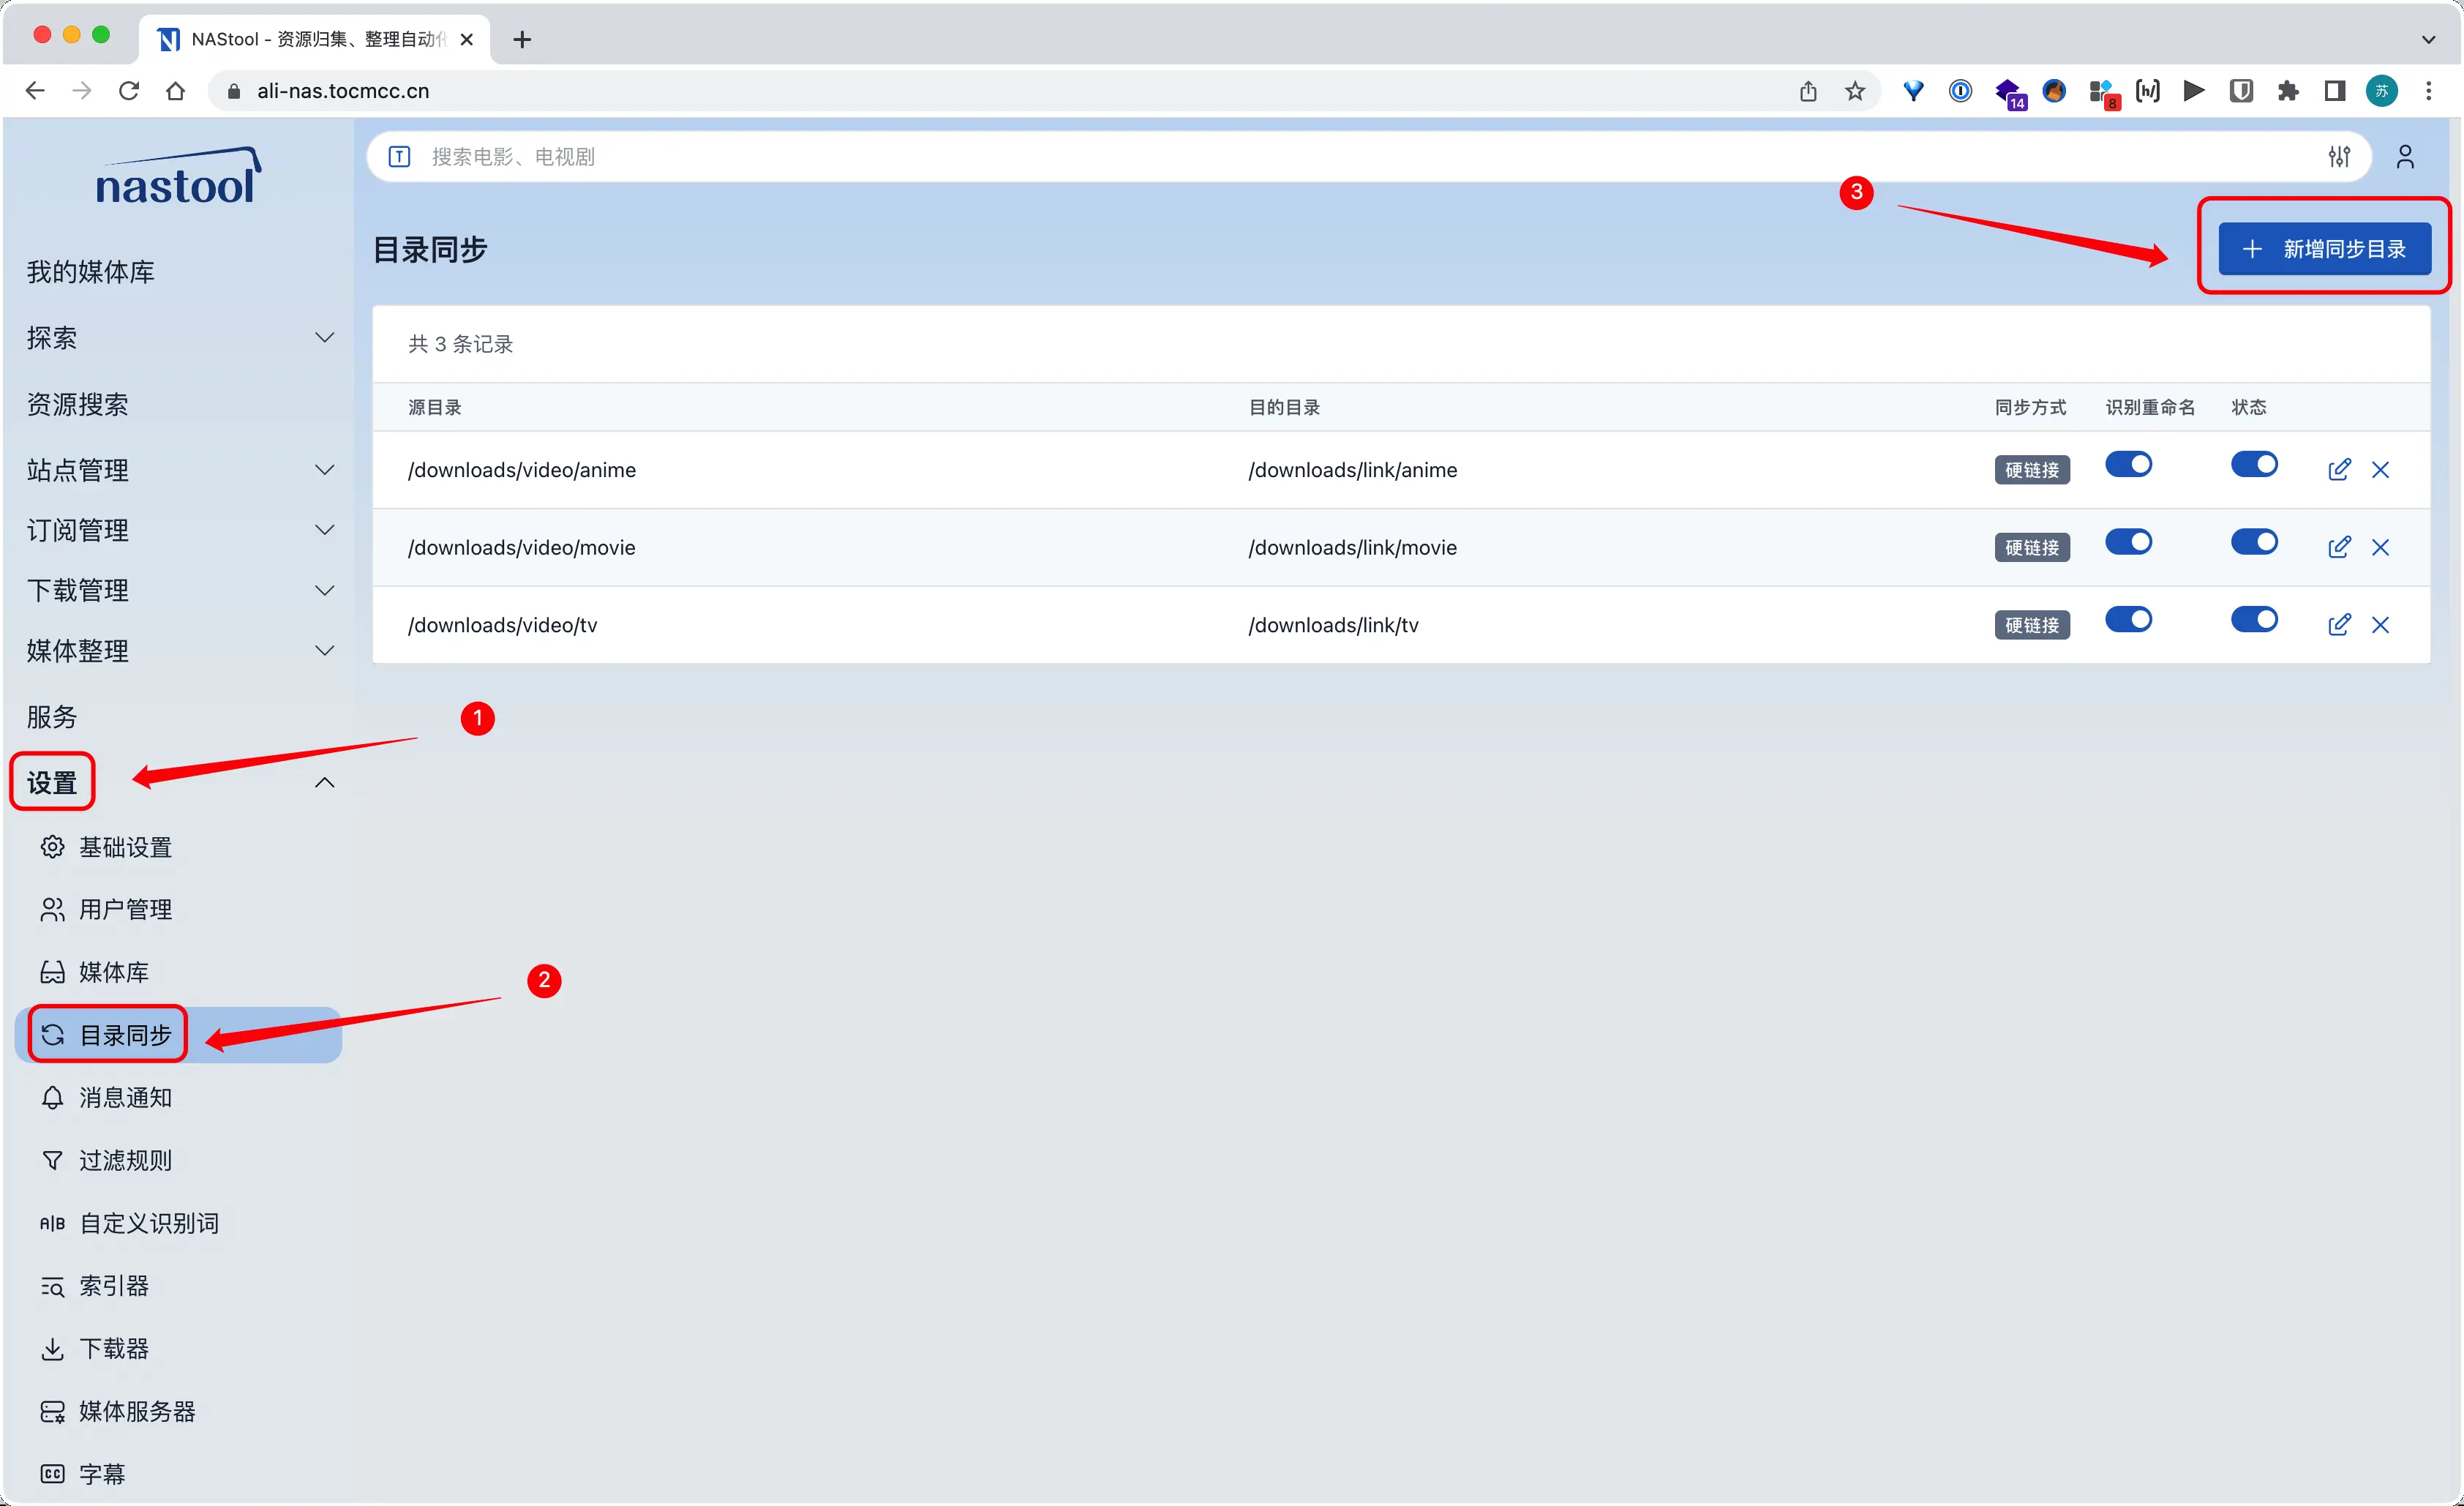 NAStool - 资源归集、整理自动化
ali-nas.tocmcc.cn
14
8
苏
nastool
搜索电影、电视剧
3
目录同步
新增同步目录
我的媒体库
探索
资源搜索
站点管理
订阅管理
下载管理
媒体整理
服务
设置
基础设置
用户管理
媒体库
目录同步
消息通知
过滤规则
A|B 自定义识别词
索引器
下载器
媒体服务器
CC 字幕
共 3 条记录
源目录 目的目录 同步方式 识别重命名 状态
/downloads/video/anime /downloads/link/anime 硬链接
/downloads/video/movie /downloads/link/movie 硬链接
/downloads/video/tv /downloads/link/tv 硬链接
1
2